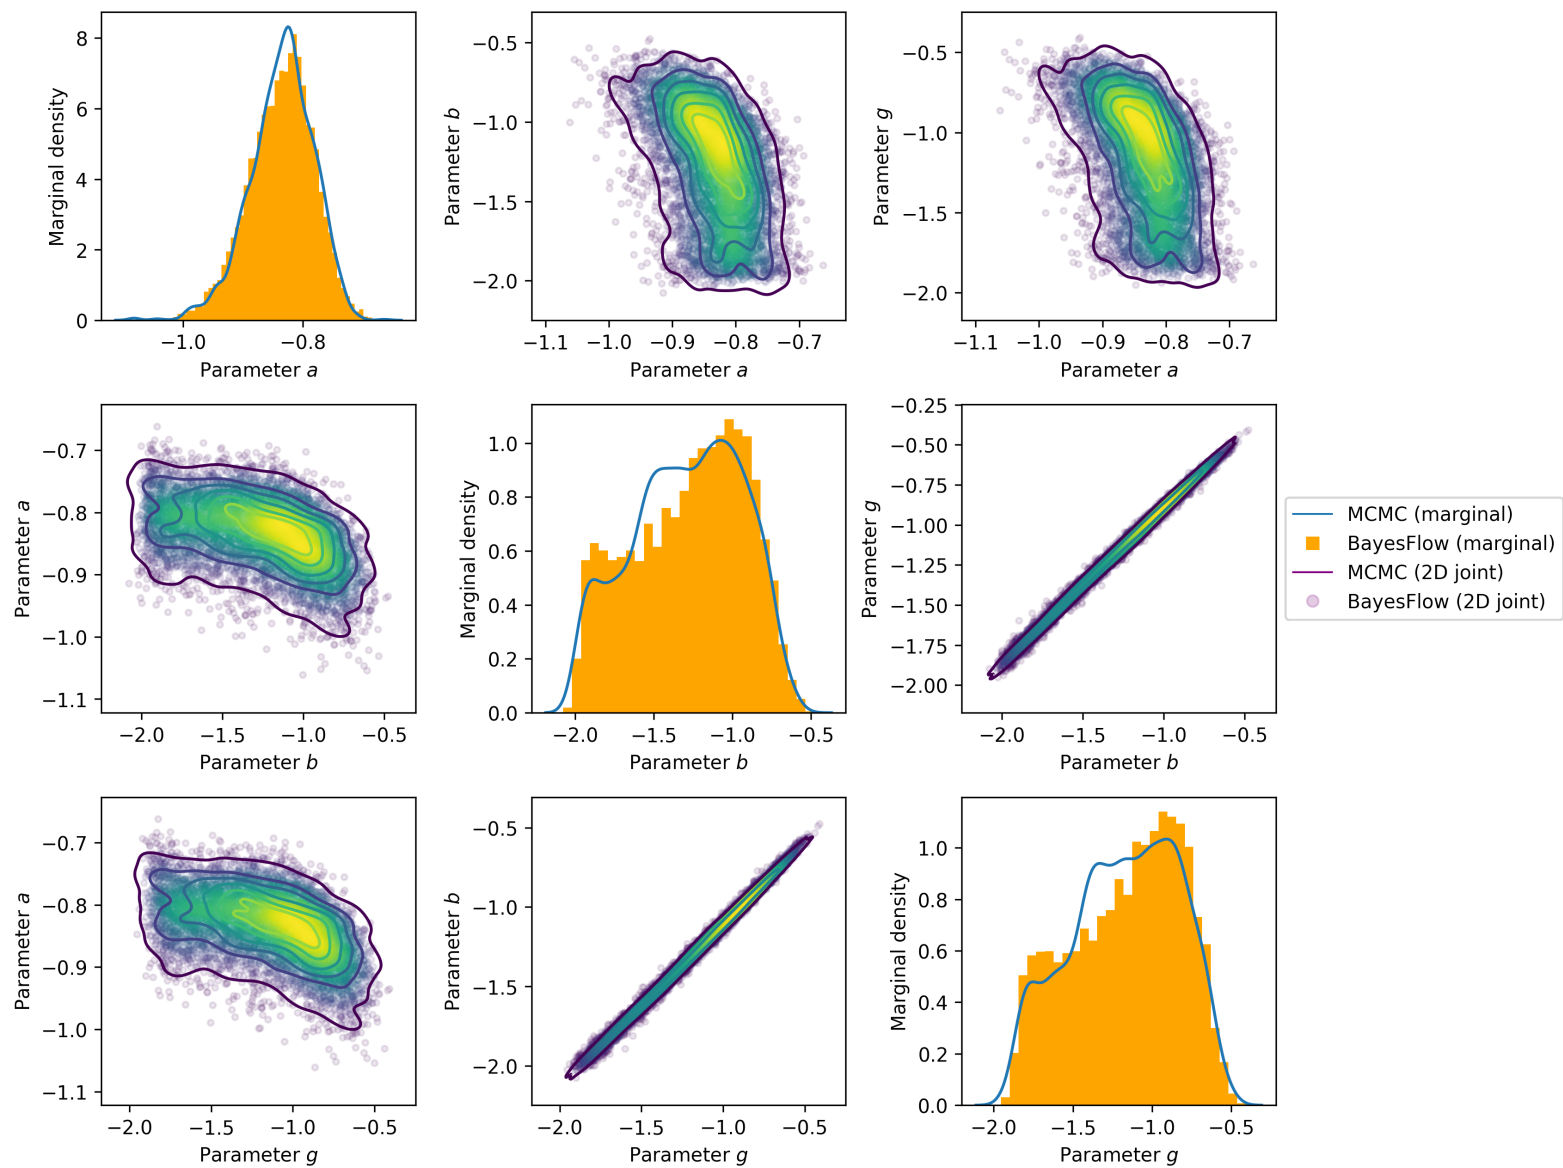 8
6
4
2
0
Marginal density
−1.0 −0.8
Parameter a
−0.5
−1.0
−1.5
−2.0
Parameter b
−1.1 −1.0 −0.9 −0.8 −0.7
Parameter a
−0.5
−1.0
−1.5
−2.0
Parameter g
−1.1 −1.0 −0.9 −0.8 −0.7
Parameter a
−0.7
−0.8
−0.9
−1.0
−1.1
Parameter a
−2.0 −1.5 −1.0 −0.5
Parameter b
1.0
0.8
0.6
0.4
0.2
0.0
Marginal density
−2.0 −1.5 −1.0 −0.5
Parameter b
−0.25
−0.50
−0.75
−1.00
−1.25
−1.50
−1.75
−2.00
Parameter g
−2.0 −1.5 −1.0 −0.5
Parameter b
MCMC (marginal)
BayesFlow (marginal)
MCMC (2D joint)
BayesFlow (2D joint)
−0.7
−0.8
−0.9
−1.0
−1.1
Parameter a
−2.0 −1.5 −1.0 −0.5
Parameter g
−0.5
−1.0
−1.5
−2.0
Parameter b
−2.0 −1.5 −1.0 −0.5
Parameter g
1.0
0.8
0.6
0.4
0.2
0.0
Marginal density
−2.0 −1.5 −1.0 −0.5
Parameter g